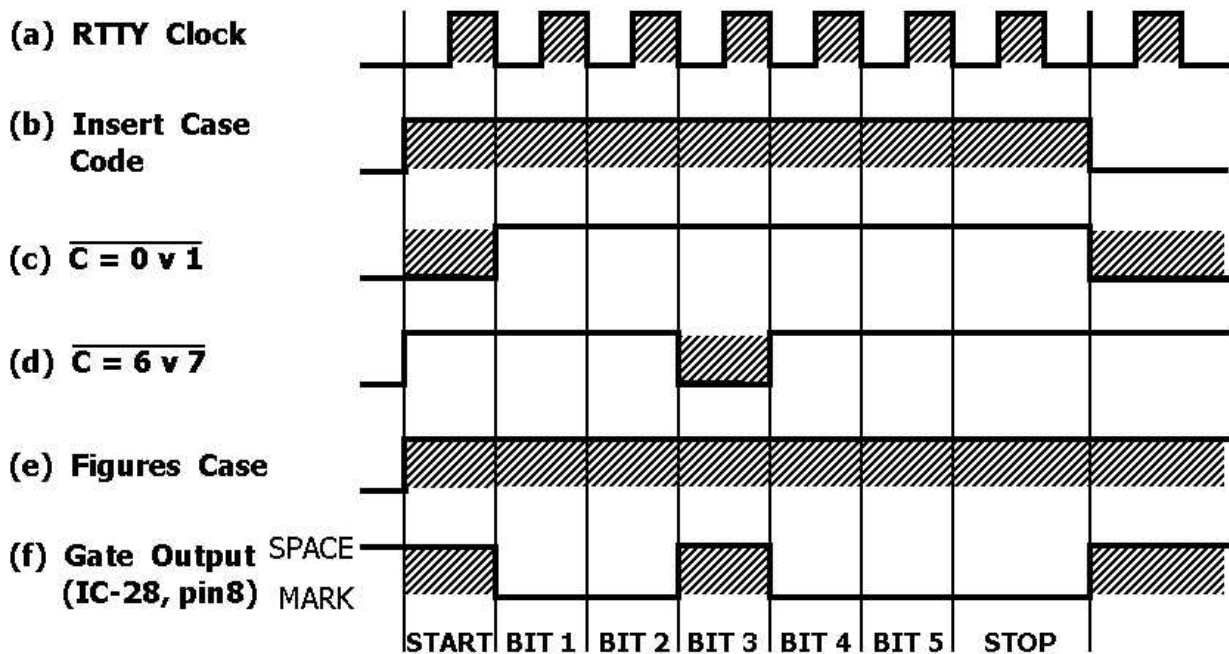 (a) RTTY Clock
(b) Insert Case
Code
(c) C = 0 v 1
(d) C = 6 v 7
(e) Figures Case
(f) Gate Output
(IC-28, pin8)
SPACE
MARK
START BIT 1 BIT 2 BIT 3 BIT 4 BIT 5 STOP